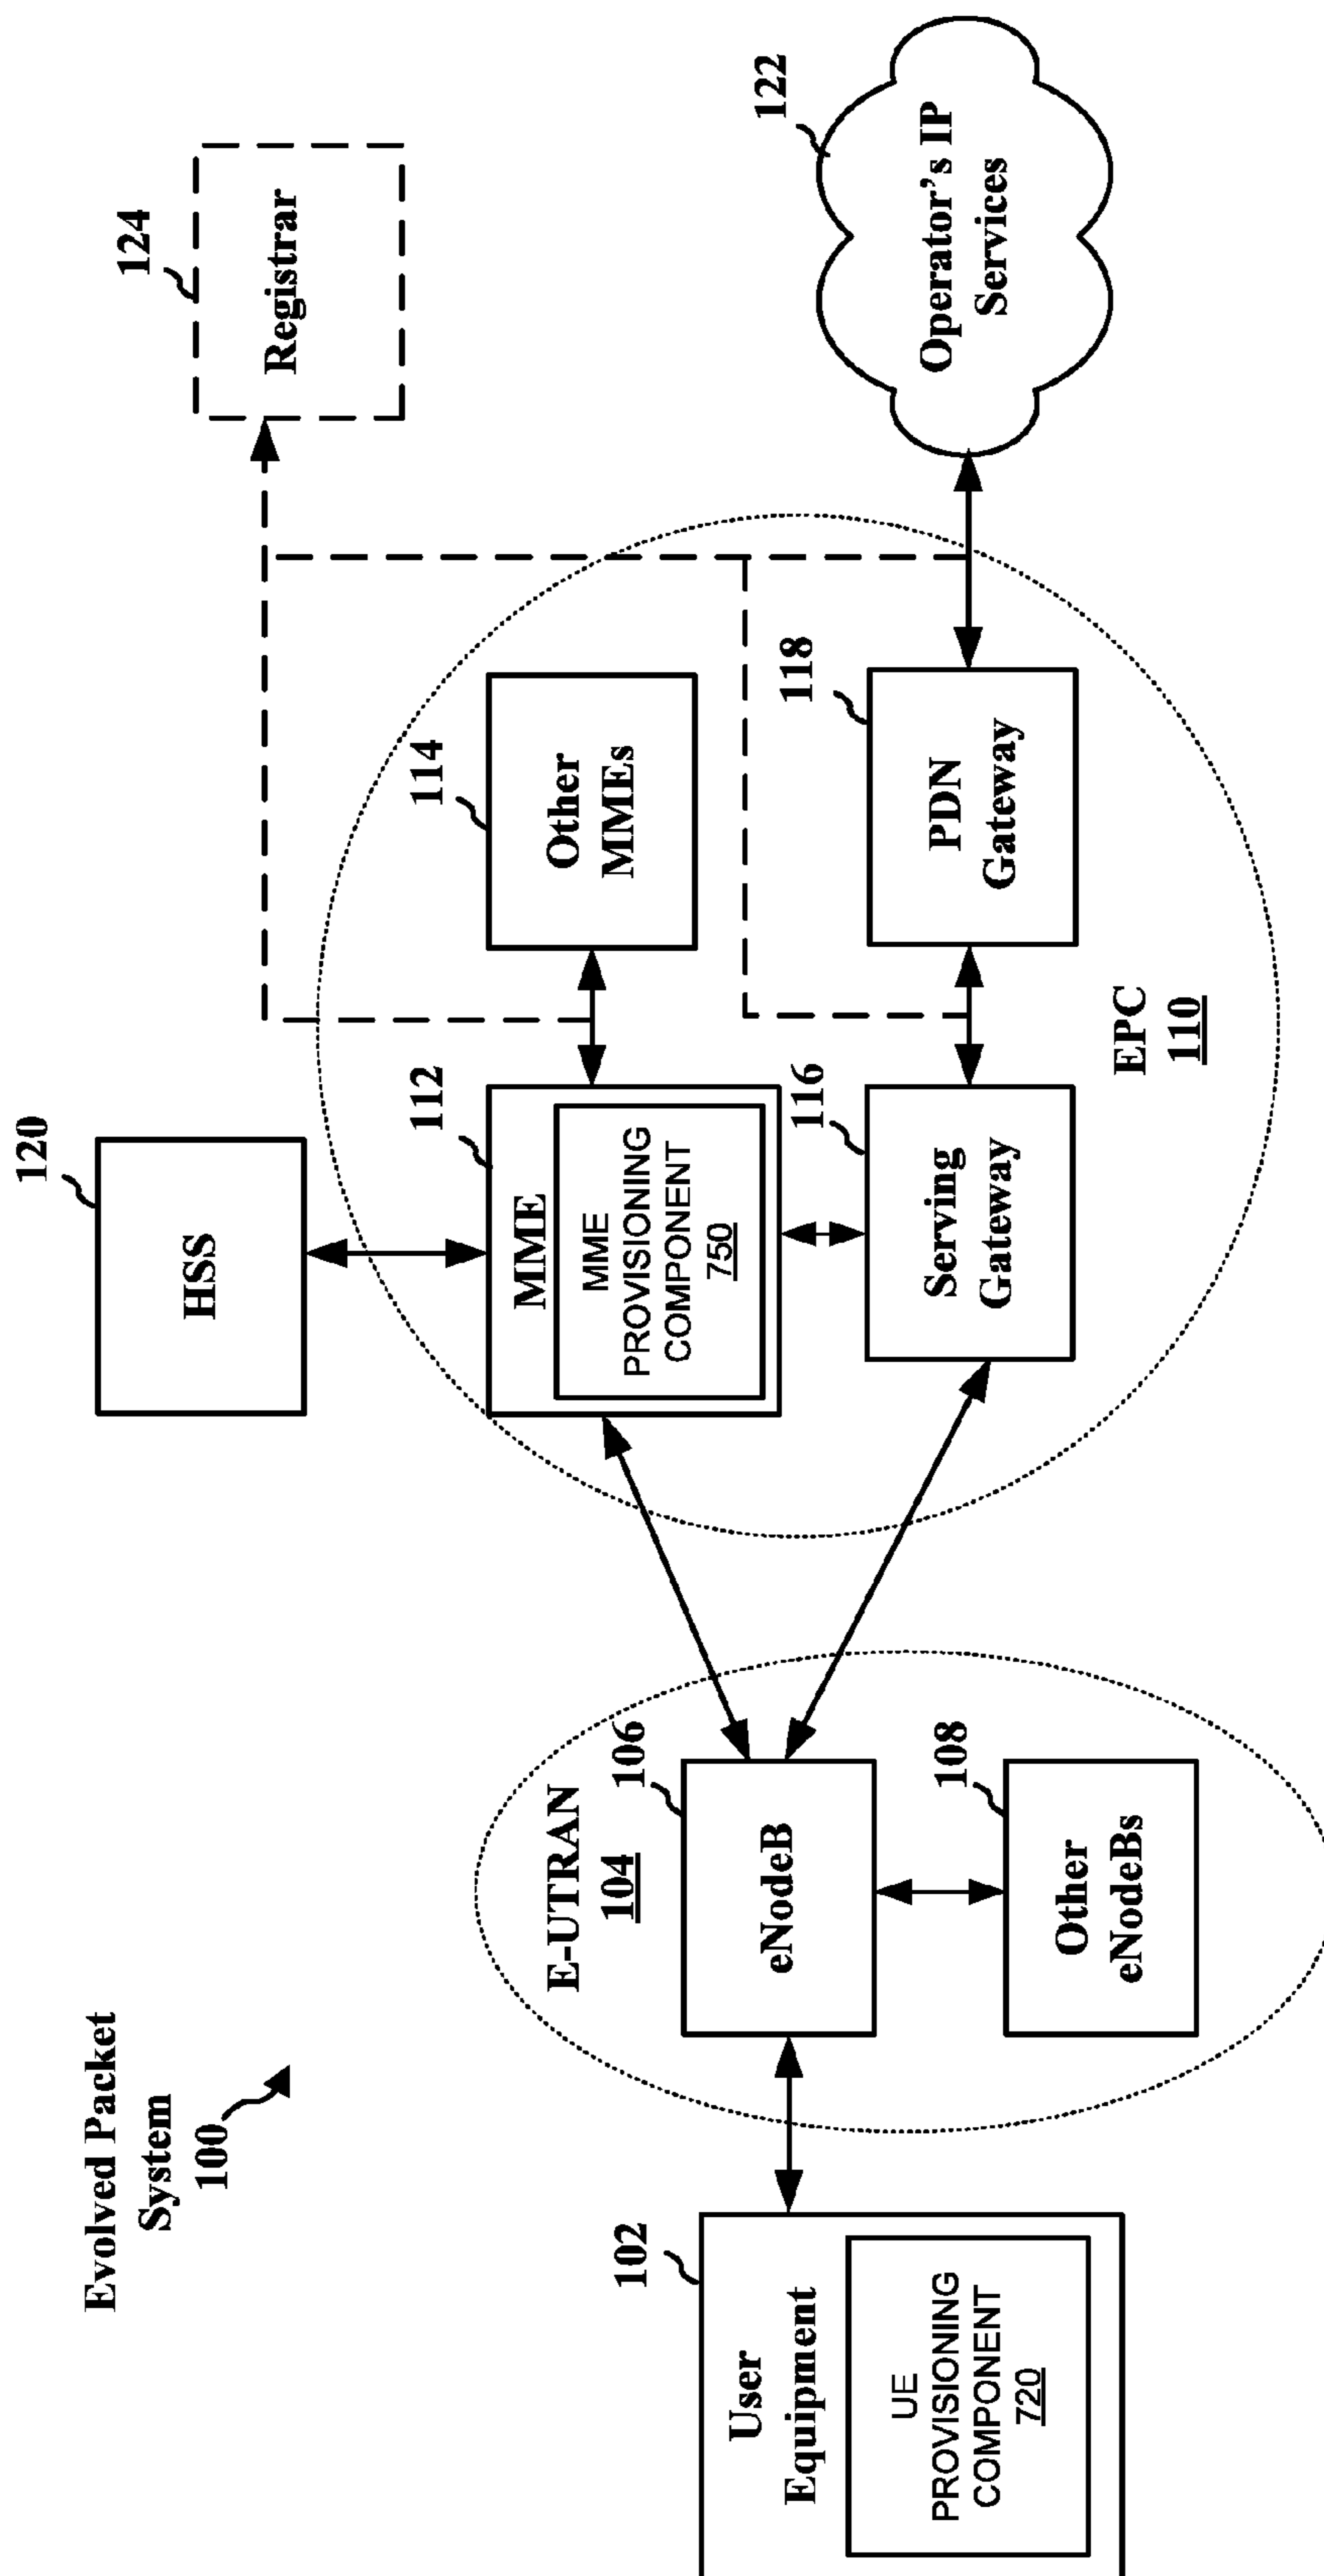 Evolved Packet
System
100
102
User
Equipment
UE
PROVISIONING
COMPONENT
720
E-UTRAN
104
106
eNodeB
108
Other
eNodeBs
120
HSS
112
MME
MME
PROVISIONING
COMPONENT
750
114
Other
MMEs
116
Serving
Gateway
118
PDN
Gateway
EPC
110
124
Registrar
122
Operator's IP
Services